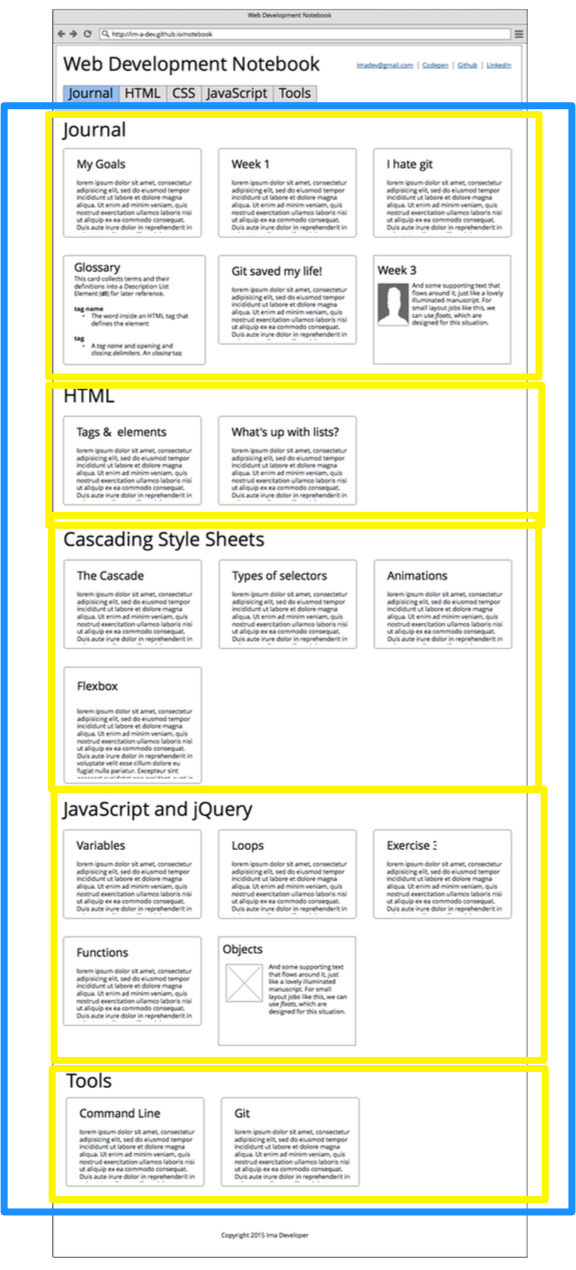 Web Development Notebook
http://im-a-dev.github.io/notebook
Web Development Notebook
imadev@gmail.com | Codepen | Github | LinkedIn
Journal HTML CSS JavaScript Tools
Journal
My Goals
lorem ipsum dolor sit amet, consectetur
adipisicing elit, sed do eiusmod tempor
incididunt ut labore et dolore magna
aliqua. Ut enim ad minim veniam, quis
nostrud exercitation ullamco laboris nisi
ut aliquip ex ea commodo consequat.
Duis aute irure dolor in reprehenderit in
Week 1
lorem ipsum dolor sit amet, consectetur
adipisicing elit, sed do eiusmod tempor
incididunt ut labore et dolore magna
aliqua. Ut enim ad minim veniam, quis
nostrud exercitation ullamco laboris nisi
ut aliquip ex ea commodo consequat.
Duis aute irure dolor in reprehenderit in
I hate git
lorem ipsum dolor sit amet, consectetur
adipisicing elit, sed do eiusmod tempor
incididunt ut labore et dolore magna
aliqua. Ut enim ad minim veniam, quis
nostrud exercitation ullamco laboris nisi
ut aliquip ex ea commodo consequat.
Duis aute irure dolor in reprehenderit in
Glossary
This card collects terms and their
definitions into a Description List
Element (dl) for later reference.
tag name
• The word inside an HTML tag that
defines the element
tag
• A tag name and opening and
closing delimiters. An closing tag
Git saved my life!
lorem ipsum dolor sit amet, consectetur
adipisicing elit, sed do eiusmod tempor
incididunt ut labore et dolore magna
aliqua. Ut enim ad minim veniam, quis
nostrud exercitation ullamco laboris nisi
ut aliquip ex ea commodo consequat.
Duis aute irure dolor in reprehenderit in
Week 3
And some supporting text that
flows around it, just like a lovely
illuminated manuscript. For
small layout jobs like this, we
can use floats, which are
designed for this situation.
HTML
Tags & elements
lorem ipsum dolor sit amet, consectetur
adipisicing elit, sed do eiusmod tempor
incididunt ut labore et dolore magna
aliqua. Ut enim ad minim veniam, quis
nostrud exercitation ullamco laboris nisi
ut aliquip ex ea commodo consequat.
Duis aute irure dolor in reprehenderit in
What's up with lists?
lorem ipsum dolor sit amet, consectetur
adipisicing elit, sed do eiusmod tempor
incididunt ut labore et dolore magna
aliqua. Ut enim ad minim veniam, quis
nostrud exercitation ullamco laboris nisi
ut aliquip ex ea commodo consequat.
Duis aute irure dolor in reprehenderit in
Cascading Style Sheets
The Cascade
lorem ipsum dolor sit amet, consectetur
adipisicing elit, sed do eiusmod tempor
incididunt ut labore et dolore magna
aliqua. Ut enim ad minim veniam, quis
nostrud exercitation ullamco laboris nisi
ut aliquip ex ea commodo consequat.
Duis aute irure dolor in reprehenderit in
Types of selectors
lorem ipsum dolor sit amet, consectetur
adipisicing elit, sed do eiusmod tempor
incididunt ut labore et dolore magna
aliqua. Ut enim ad minim veniam, quis
nostrud exercitation ullamco laboris nisi
ut aliquip ex ea commodo consequat.
Duis aute irure dolor in reprehenderit in
Animations
lorem ipsum dolor sit amet, consectetur
adipisicing elit, sed do eiusmod tempor
incididunt ut labore et dolore magna
aliqua. Ut enim ad minim veniam, quis
nostrud exercitation ullamco laboris nisi
ut aliquip ex ea commodo consequat.
Duis aute irure dolor in reprehenderit in
Flexbox
lorem ipsum dolor sit amet, consectetur
adipisicing elit, sed do eiusmod tempor
incididunt ut labore et dolore magna
aliqua. Ut enim ad minim veniam, quis
nostrud exercitation ullamco laboris nisi
ut aliquip ex ea commodo consequat.
Duis aute irure dolor in reprehenderit in
voluptate velit esse cillum dolore eu
fugiat nulla pariatur. Excepteur sint
JavaScript and jQuery
Variables
lorem ipsum dolor sit amet, consectetur
adipisicing elit, sed do eiusmod tempor
incididunt ut labore et dolore magna
aliqua. Ut enim ad minim veniam, quis
nostrud exercitation ullamco laboris nisi
ut aliquip ex ea commodo consequat.
Duis aute irure dolor in reprehenderit in
Loops
lorem ipsum dolor sit amet, consectetur
adipisicing elit, sed do eiusmod tempor
incididunt ut labore et dolore magna
aliqua. Ut enim ad minim veniam, quis
nostrud exercitation ullamco laboris nisi
ut aliquip ex ea commodo consequat.
Duis aute irure dolor in reprehenderit in
Exercise
lorem ipsum dolor sit amet, consectetur
adipisicing elit, sed do eiusmod tempor
incididunt ut labore et dolore magna
aliqua. Ut enim ad minim veniam, quis
nostrud exercitation ullamco laboris nisi
ut aliquip ex ea commodo consequat.
Duis aute irure dolor in reprehenderit in
Functions
lorem ipsum dolor sit amet, consectetur
adipisicing elit, sed do eiusmod tempor
incididunt ut labore et dolore magna
aliqua. Ut enim ad minim veniam, quis
nostrud exercitation ullamco laboris nisi
ut aliquip ex ea commodo consequat.
Duis aute irure dolor in reprehenderit in
Objects
And some supporting text
that flows around it, just
like a lovely illuminated
manuscript. For small
layout jobs like this, we can
use floats, which are
designed for this situation.
Tools
Command Line
lorem ipsum dolor sit amet, consectetur
adipisicing elit, sed do eiusmod tempor
incididunt ut labore et dolore magna
aliqua. Ut enim ad minim veniam, quis
nostrud exercitation ullamco laboris nisi
ut aliquip ex ea commodo consequat.
Duis aute irure dolor in reprehenderit in
Git
lorem ipsum dolor sit amet, consectetur
adipisicing elit, sed do eiusmod tempor
incididunt ut labore et dolore magna
aliqua. Ut enim ad minim veniam, quis
nostrud exercitation ullamco laboris nisi
ut aliquip ex ea commodo consequat.
Duis aute irure dolor in reprehenderit in
Copyright 2015 Ima Developer